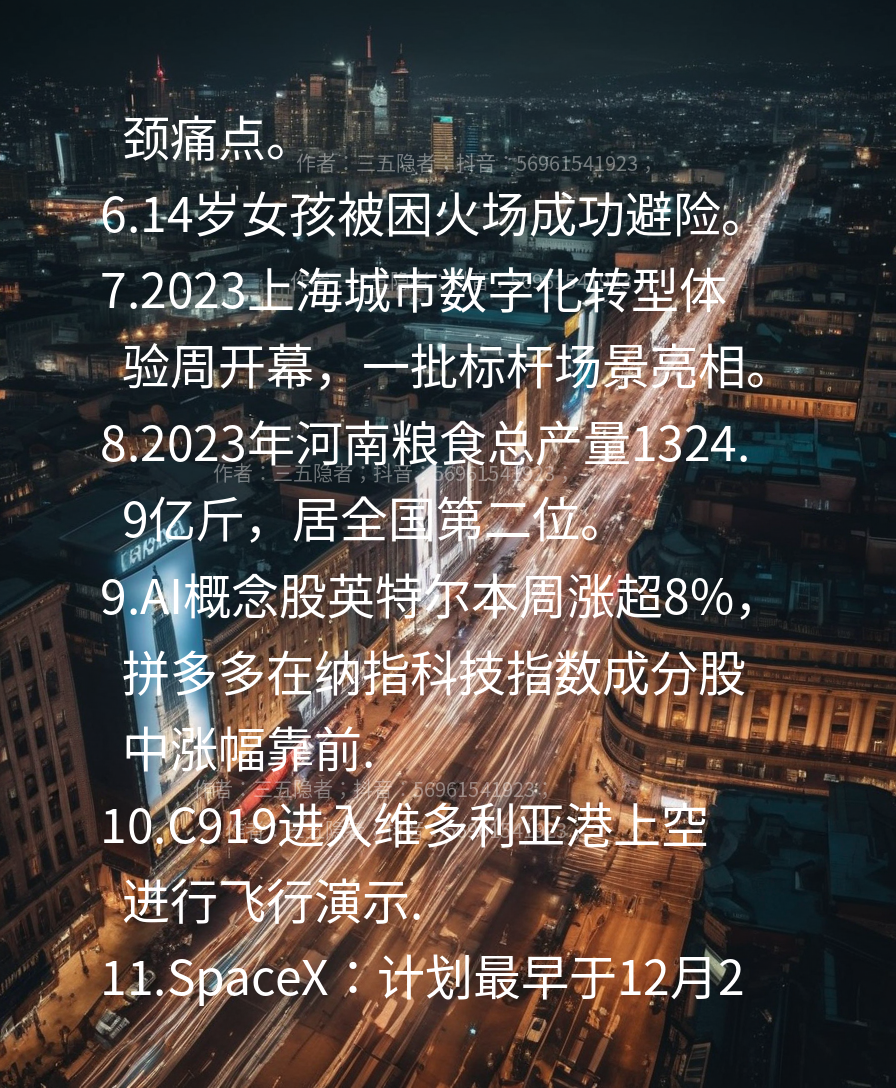 颈痛点。
作者：三五隐者；抖音：56961541923；
6.14岁女孩被困火场成功避险。
7.2023上海城市数字化转型体
验周开幕，一批标杆场景亮相。
8.2023年河南粮食总产量1324.
作者：三五隐者；抖音：56961541923；
9亿斤，居全国第二位。
9.AI概念股英特尔本周涨超8%，
拼多多在纳指科技指数成分股
中涨幅靠前.
作者：三五隐者；抖音：56961541923；
10.C919进入维多利亚港上空
进行飞行演示.
11.SpaceX：计划最早于12月2